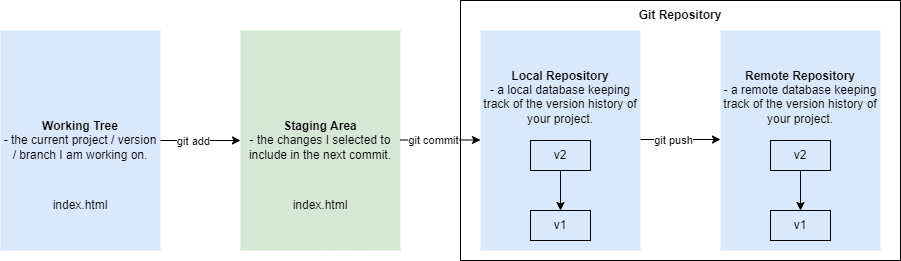 Git Repository
Working Tree
- the current project / version
/ branch I am working on.
index.html
git add
Staging Area
- the changes I selected to
include in the next commit.
index.html
git commit
Local Repository
- a local database keeping
track of the version history of
your project.
v2
v1
git push
Remote Repository
- a remote database keeping
track of the version history of
your project.
v2
v1